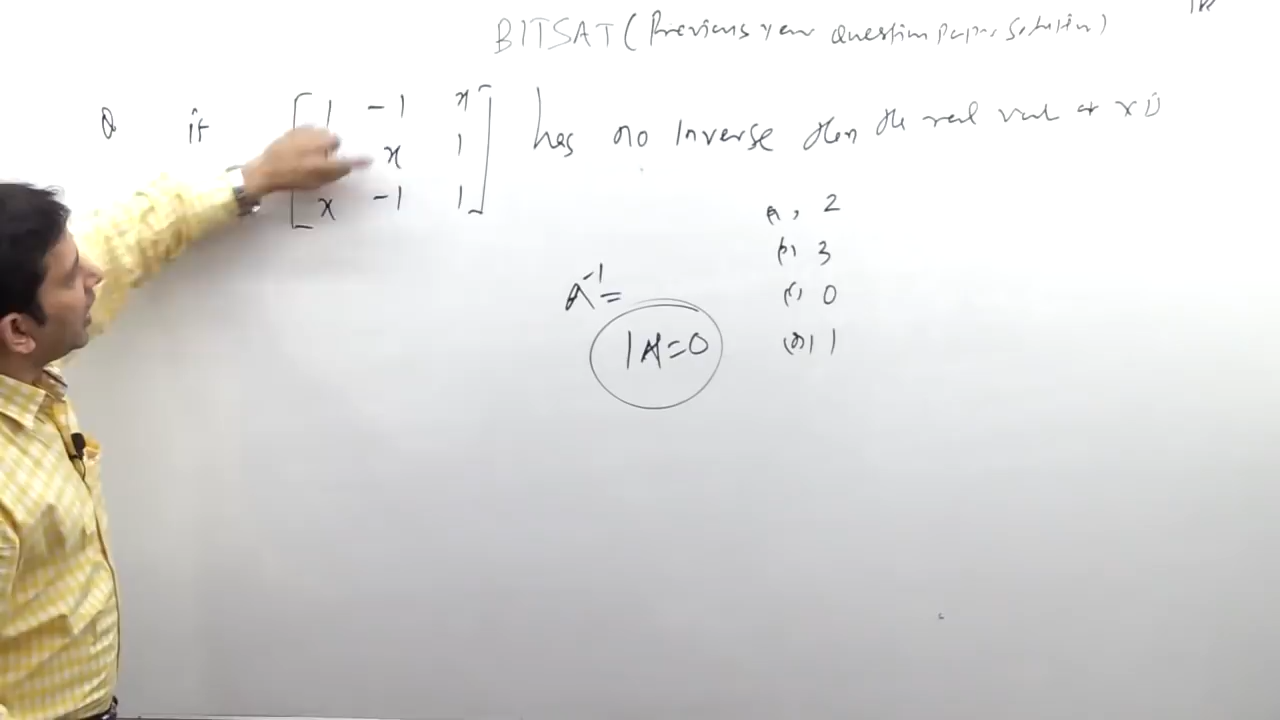 BITSAT (Previous year Question paper Solution)
Q if [1 -1 x
x 1
x -1 1] has no Inverse then the real value of x is
A, 2
(B), 3
(C), 0
(D), 1
A⁻¹=
|A|=0